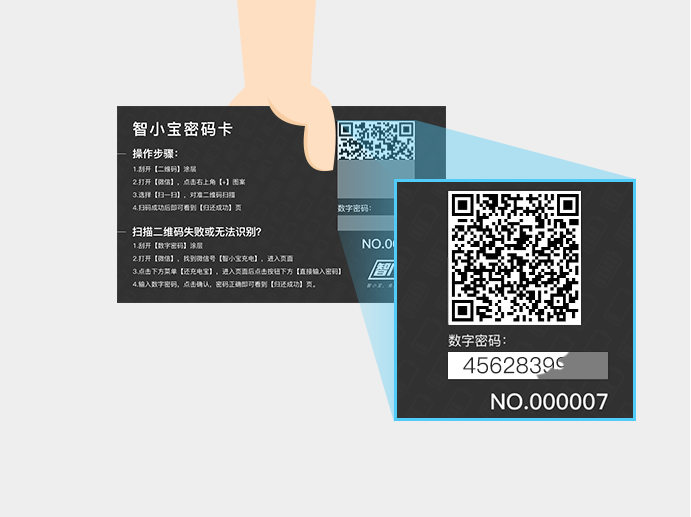 智小宝密码卡
操作步骤：
1.刮开【二维码】涂层
2.打开【微信】，点击右上角【+】图案
3.选择【扫一扫】，对准二维码扫描
4.扫码成功后即可看到【归还成功】页
扫描二维码失败或无法识别？
1.刮开【数字密码】涂层
2.打开【微信】，找到微信号【智小宝充电】，进入页面
3.点击下方菜单【还充电宝】，进入页面后点击按钮下方【直接输入密码】
4.输入数字密码，点击确认，密码正确即可看到【归还成功】页。
数字密码：
NO.00
智
智小宝，
数字密码：
45628399
NO.000007